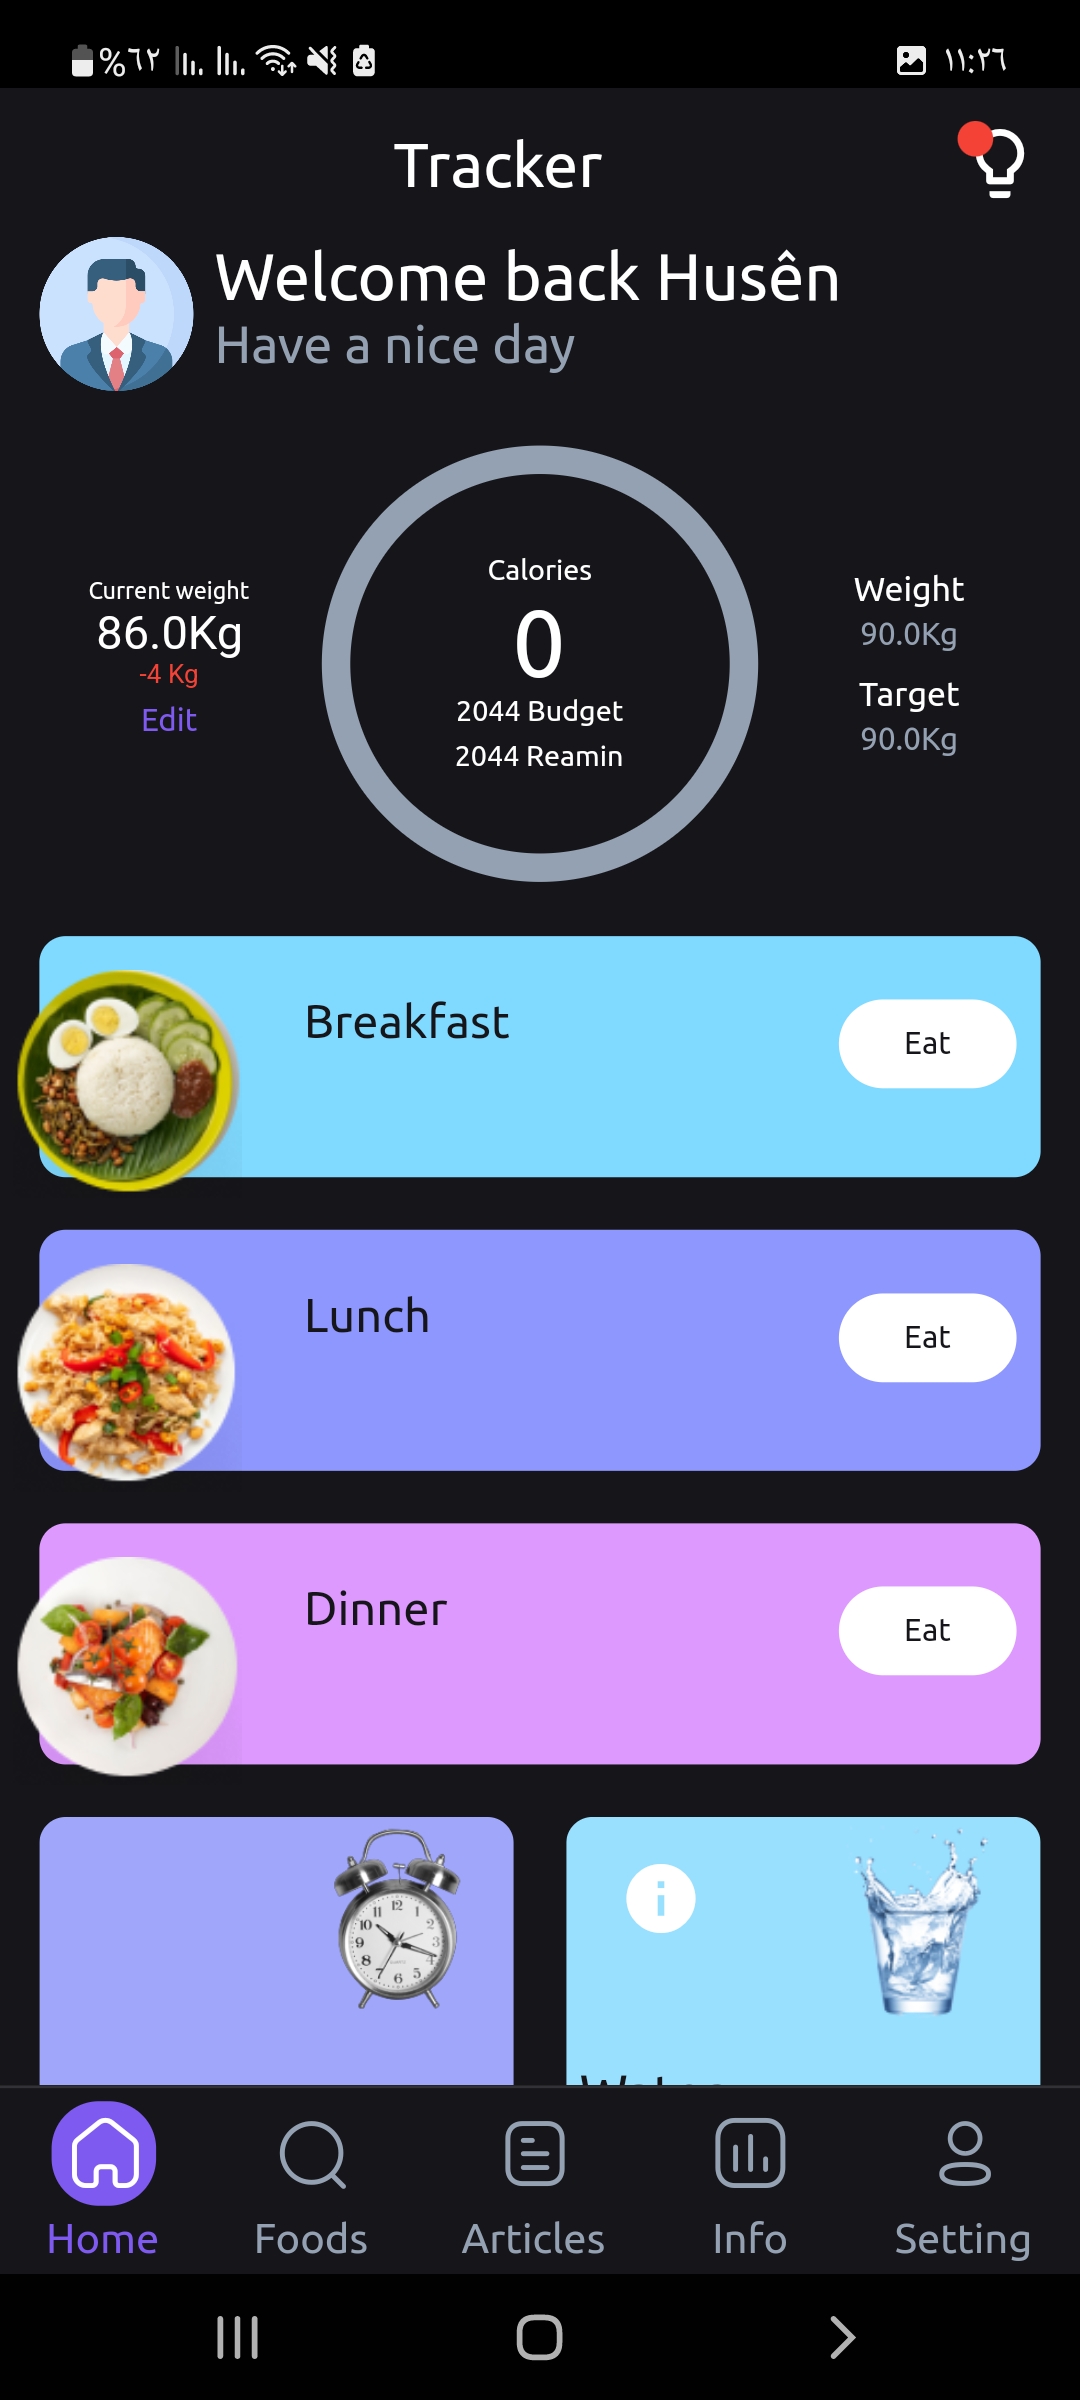 %٦٢
١١:٢٦
Tracker
Welcome back Husên
Have a nice day
Current weight
86.0Kg
-4 Kg
Edit
Calories
0
2044 Budget
2044 Reamin
Weight
90.0Kg
Target
90.0Kg
Breakfast
Eat
Lunch
Eat
Dinner
Eat
Home
Foods
Articles
Info
Setting